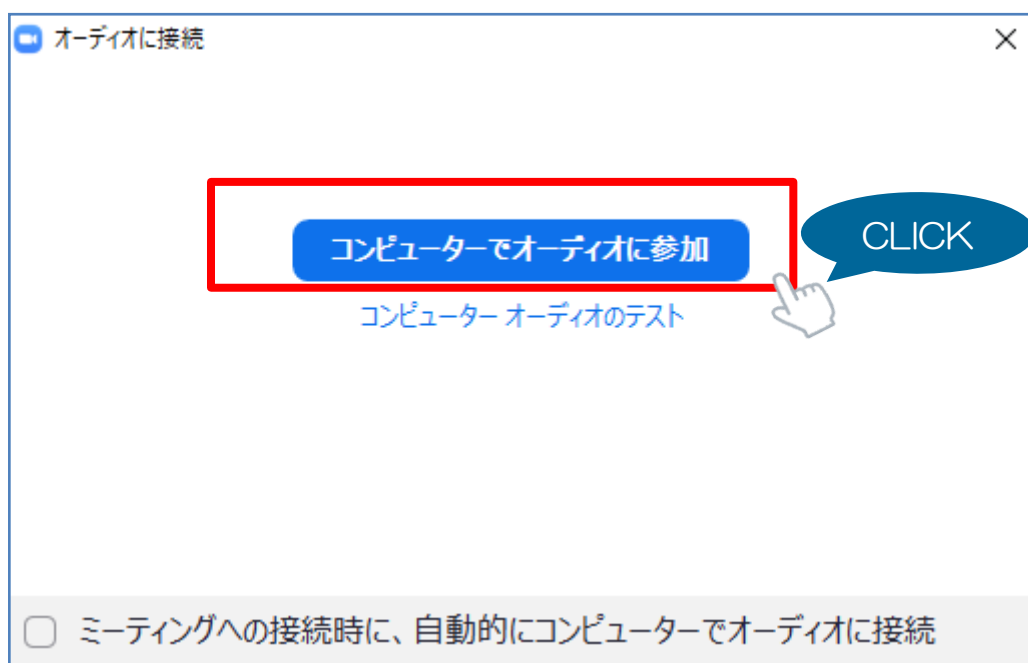 オーディオに接続
コンピューターでオーディオに参加
CLICK
コンピューター オーディオのテスト
ミーティングへの接続時に、自動的にコンピューターでオーディオに接続